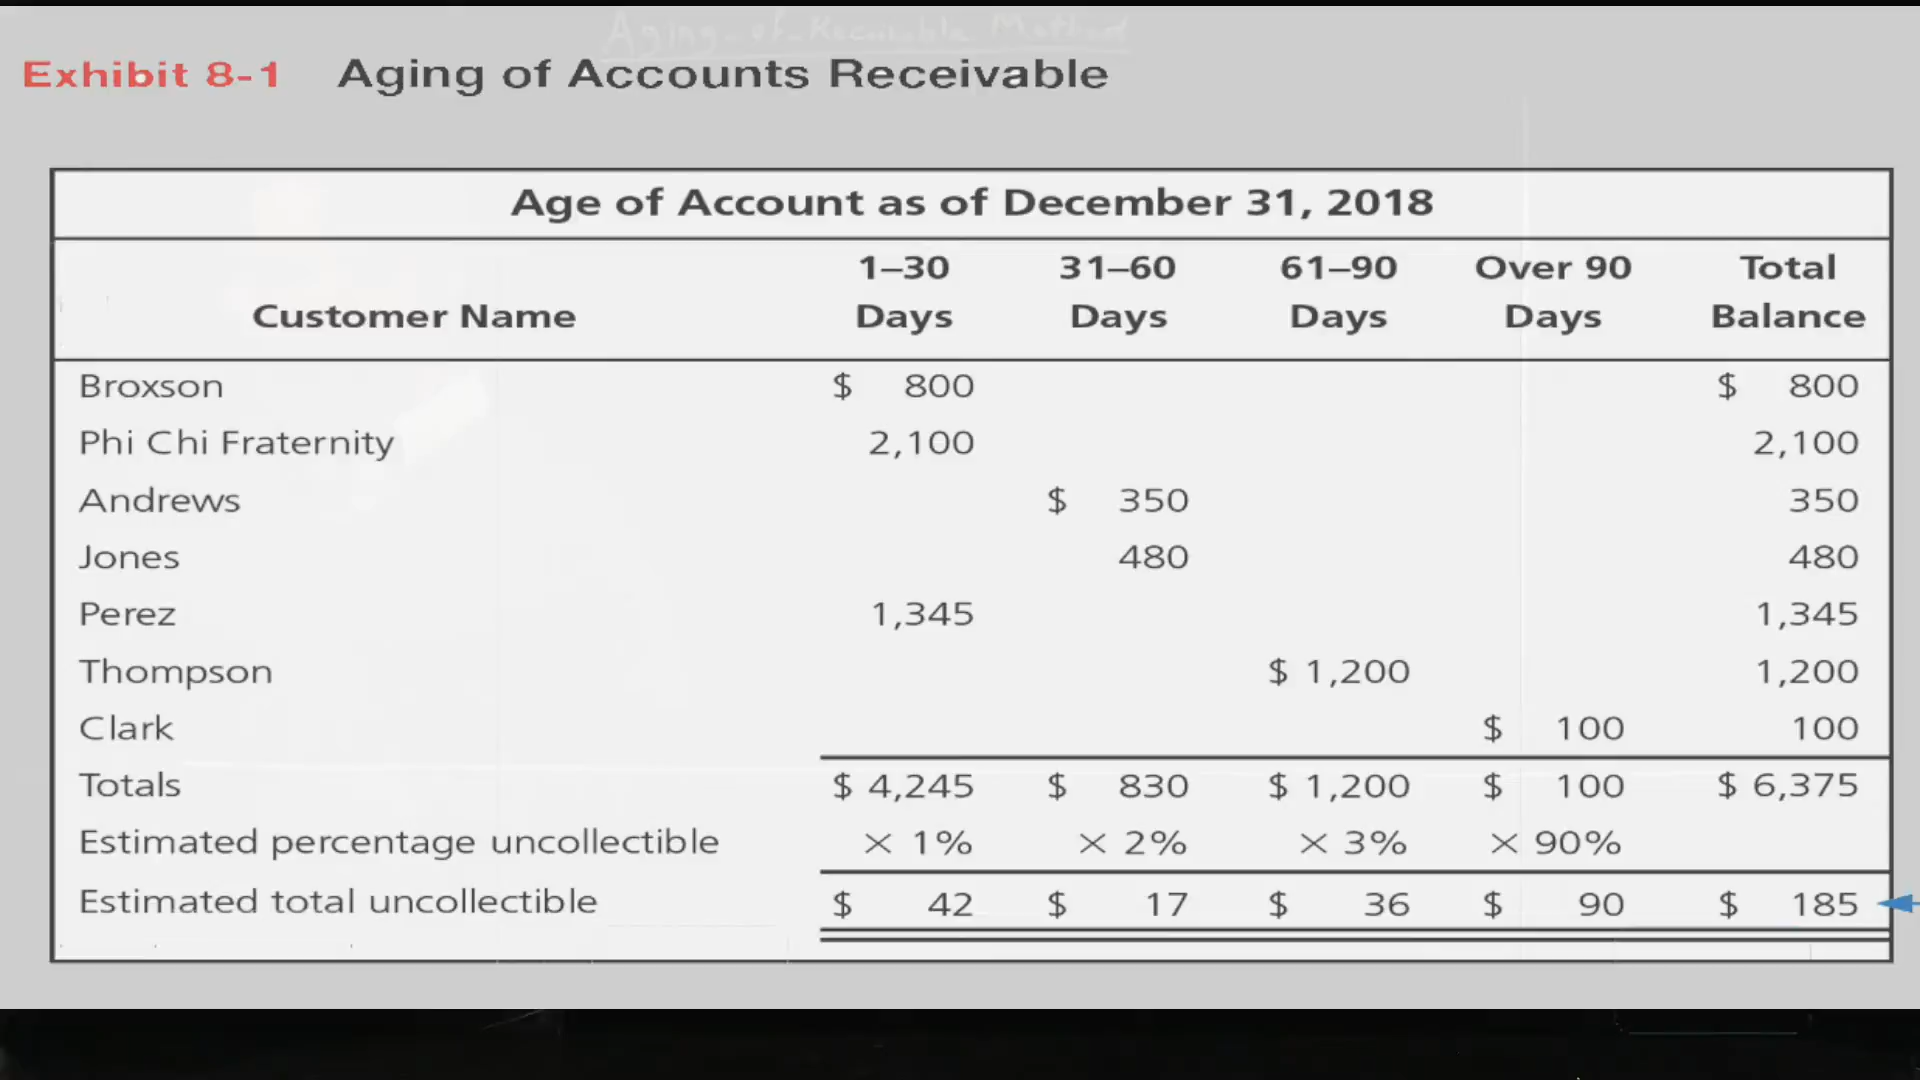 Aging-of-Receivable Method
Exhibit 8-1 Aging of Accounts Receivable
Age of Account as of December 31, 2018
1–30 31–60 61–90 Over 90 Total
Customer Name Days Days Days Days Balance
Broxson $ 800 $ 800
Phi Chi Fraternity 2,100 2,100
Andrews $ 350 350
Jones 480 480
Perez 1,345 1,345
Thompson $ 1,200 1,200
Clark $ 100 100
Totals $ 4,245 $ 830 $ 1,200 $ 100 $ 6,375
Estimated percentage uncollectible × 1% × 2% × 3% × 90%
Estimated total uncollectible $ 42 $ 17 $ 36 $ 90 $ 185